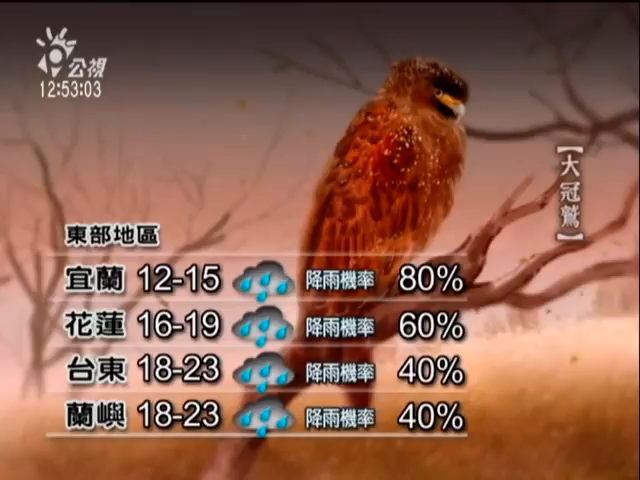 公視
12:53:03
【大冠鷲】
東部地區
宜蘭 12-15 降雨機率 80%
花蓮 16-19 降雨機率 60%
台東 18-23 降雨機率 40%
蘭嶼 18-23 降雨機率 40%